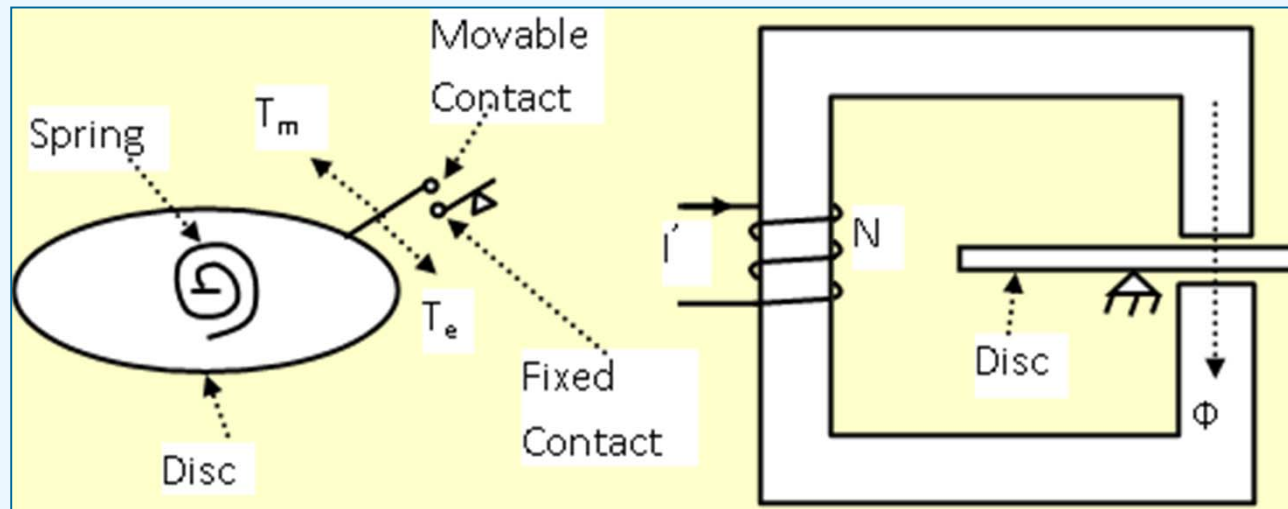 Movable
Contact
Tm
Spring
Te
Fixed
Contact
Disc
I'
N
Disc
Φ